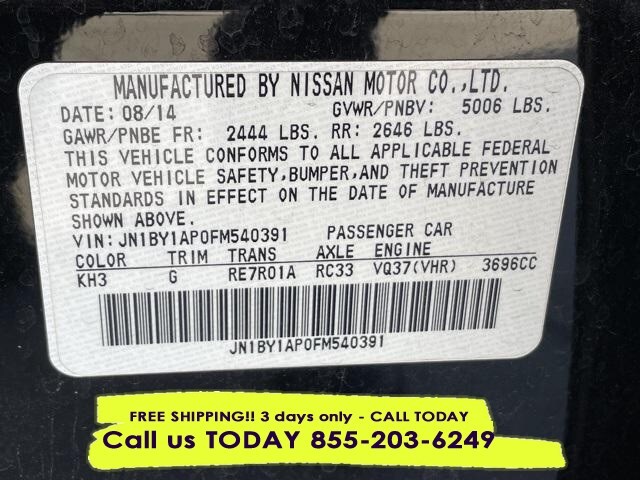 MANUFACTURED BY NISSAN MOTOR CO.,LTD.
DATE: 08/14 GVWR/PNBV: 5006 LBS.
GAWR/PNBE FR: 2444 LBS. RR: 2646 LBS.
THIS VEHICLE CONFORMS TO ALL APPLICABLE FEDERAL
MOTOR VEHICLE SAFETY,BUMPER,AND THEFT PREVENTION
STANDARDS IN EFFECT ON THE DATE OF MANUFACTURE
SHOWN ABOVE.
VIN: JN1BY1AP0FM540391 PASSENGER CAR
COLOR TRIM TRANS AXLE ENGINE
KH3 G RE7R01A RC33 VQ37(VHR) 3696CC
JN1BY1AP0FM540391
FREE SHIPPING!! 3 days only - CALL TODAY
Call us TODAY 855-203-6249